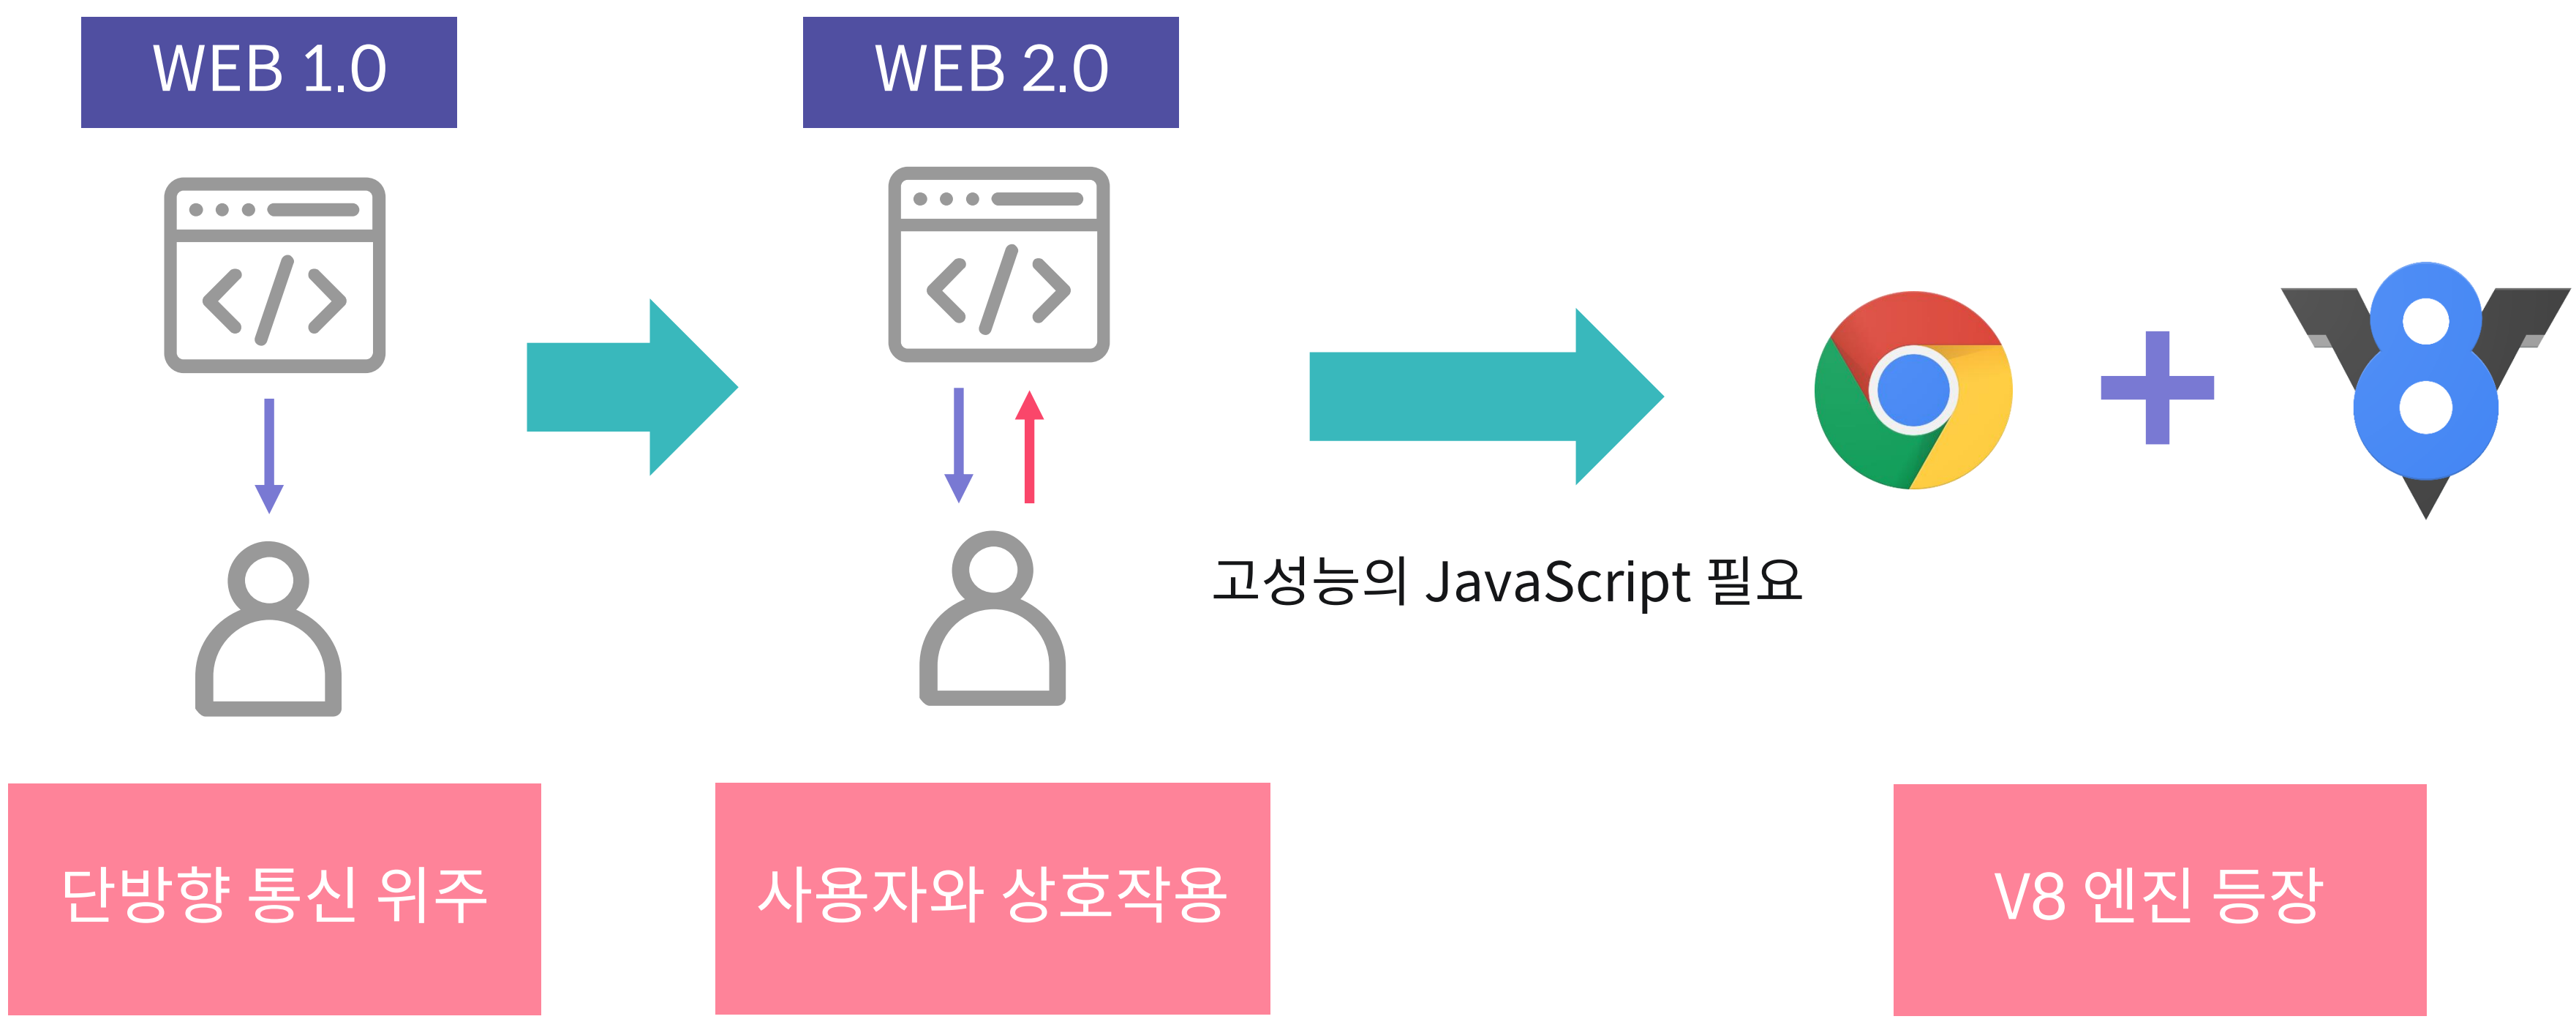 WEB 1.0
WEB 2.0
고성능의 JavaScript 필요
단방향 통신 위주
사용자와 상호작용
V8 엔진 등장
V8